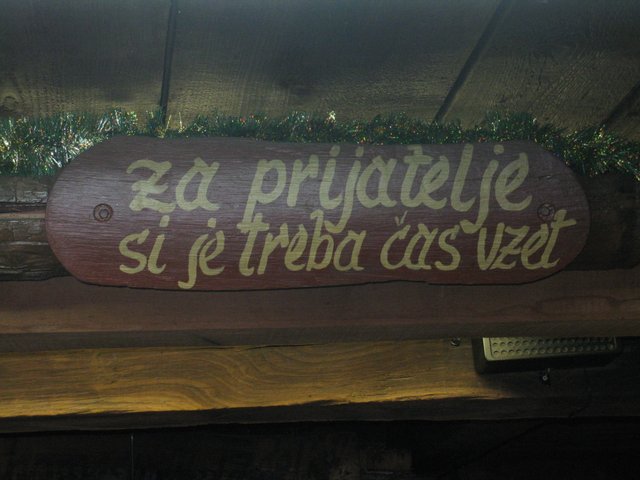 za prijatelje
si je treba čas vzet